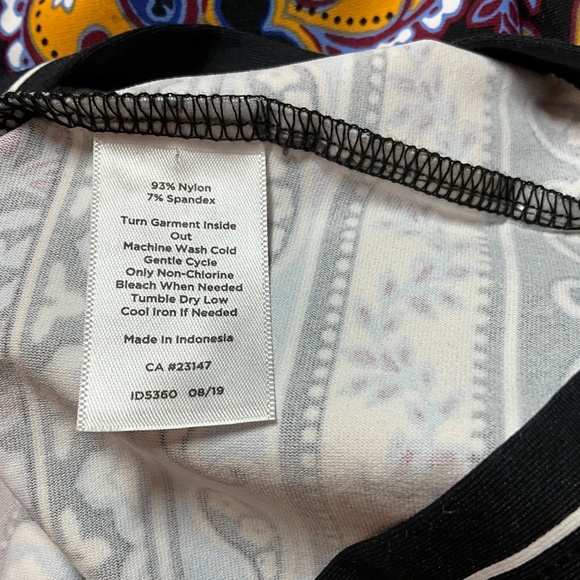 93% Nylon
7% Spandex
Turn Garment Inside
Out
Machine Wash Cold
Gentle Cycle
Only Non-Chlorine
Bleach When Needed
Tumble Dry Low
Cool Iron If Needed
Made In Indonesia
CA #23147
ID5360 08/19